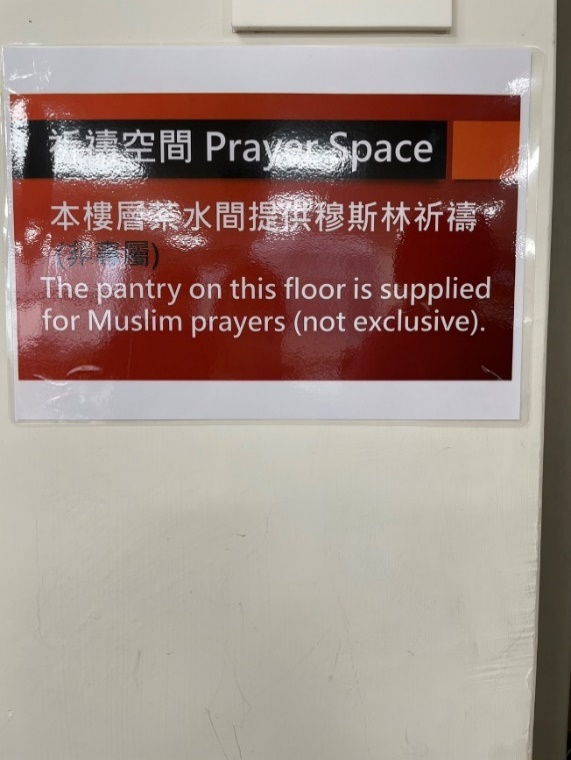 祈禱空間 Prayer Space
本樓層茶水間提供穆斯林祈禱
(非專屬)
The pantry on this floor is supplied
for Muslim prayers (not exclusive).